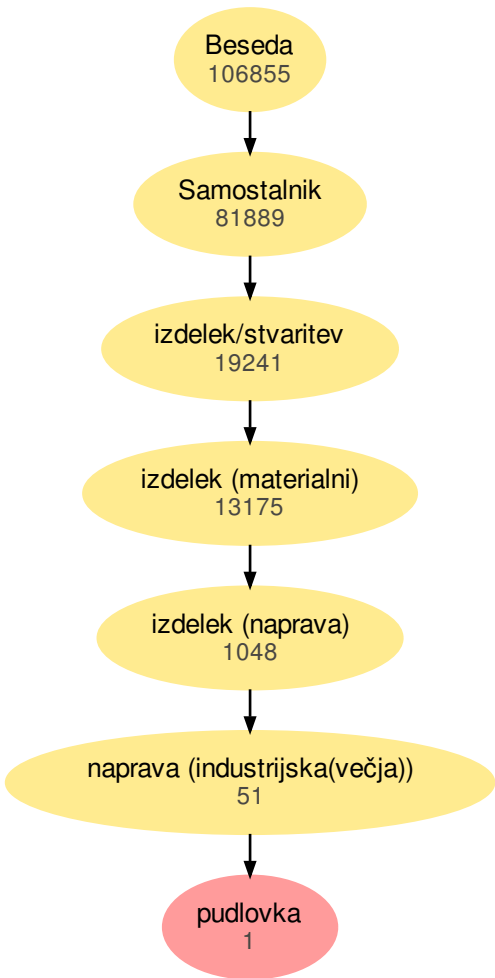 Beseda
106855
Samostalnik
81889
izdelek/stvaritev
19241
izdelek (materialni)
13175
izdelek (naprava)
1048
naprava (industrijska(večja))
51
pudlovka
1